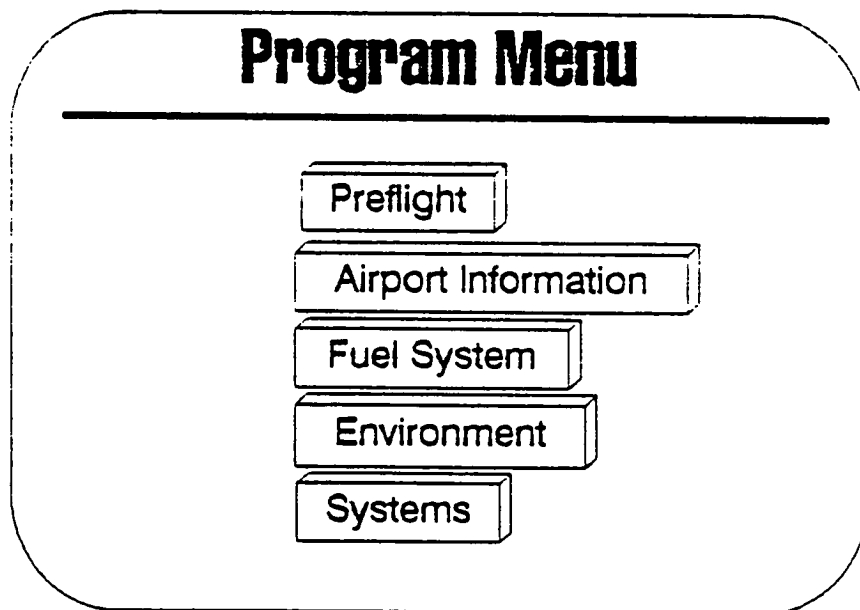 Program Menu
Preflight
Airport Information
Fuel System
Environment
Systems